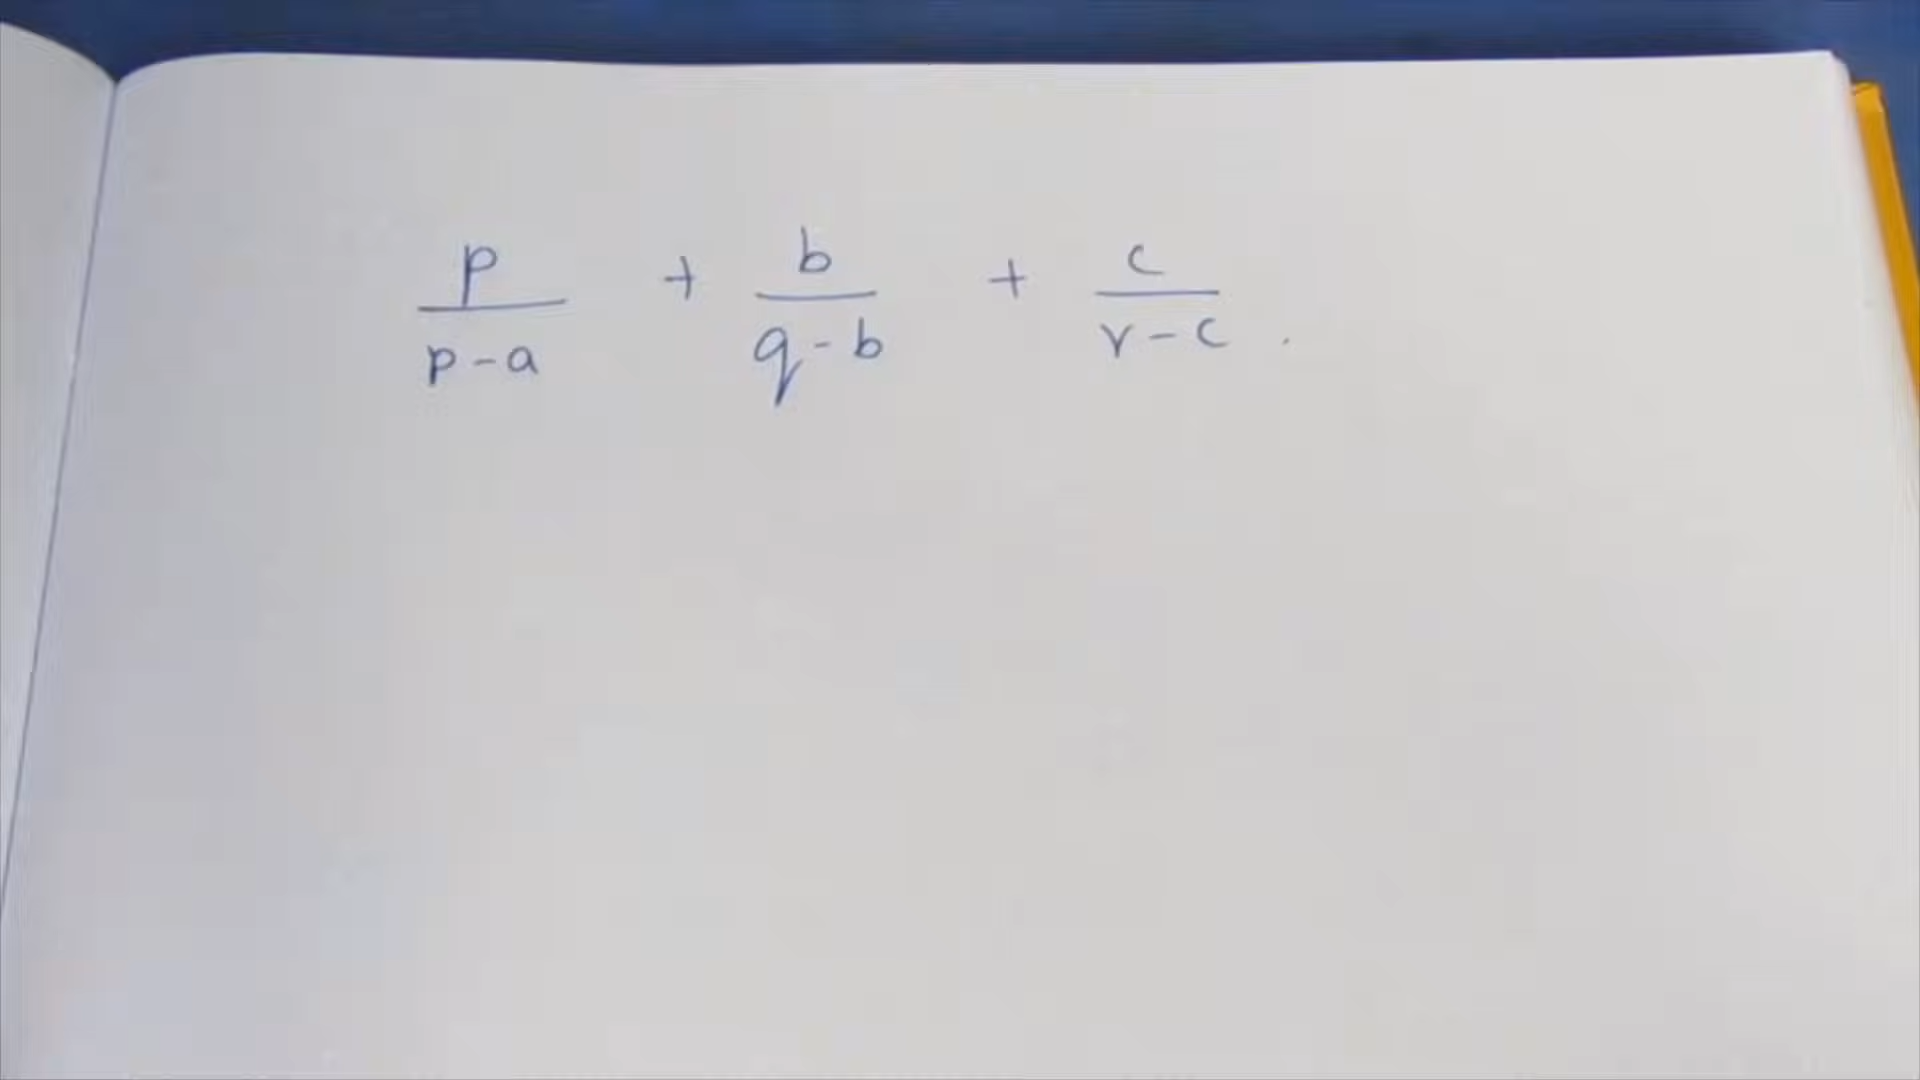 p/(p-a) + b/(q-b) + c/(r-c).